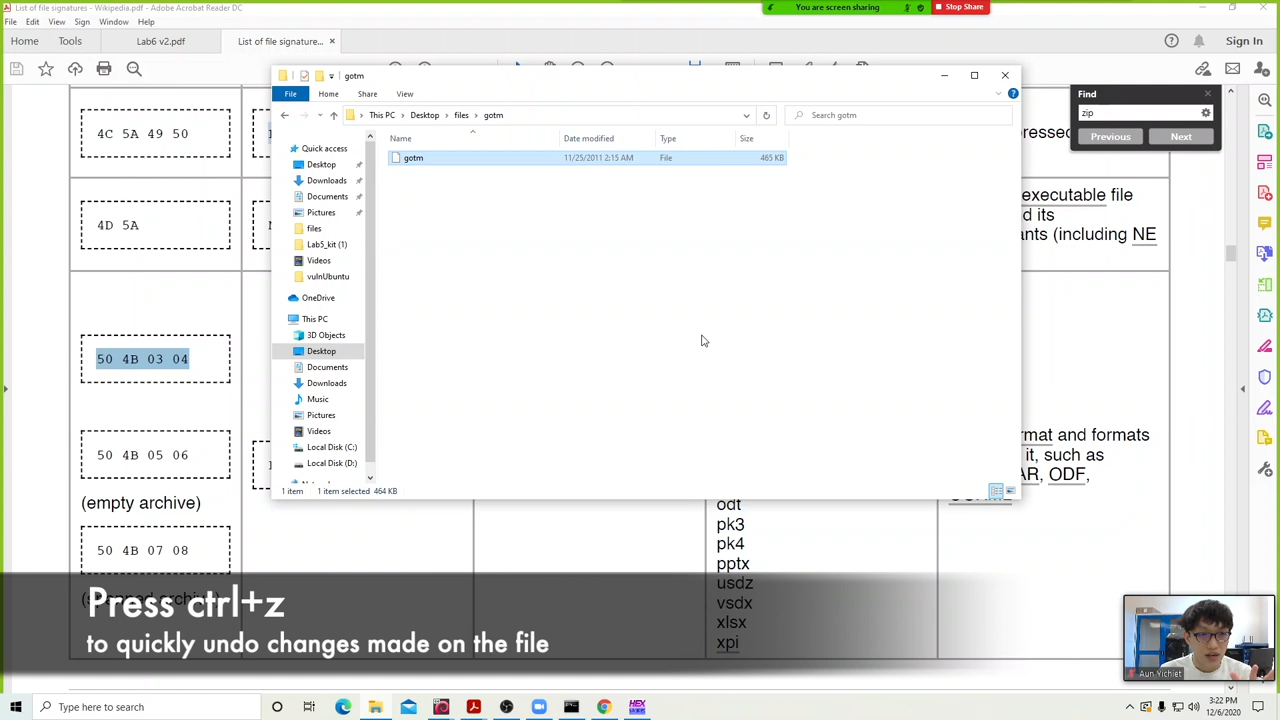 List of file signatures - Wikipedia.pdf - Adobe Acrobat Reader DC
You are screen sharing
Stop Share
File Edit View Sign Window Help
Home Tools Lab6 v2.pdf List of file signature... × Sign In
gotm
File Home Share View
This PC > Desktop > files > gotm
Search gotm
Find
zip
Previous Next
Name Date modified Type Size
gotm 11/25/2011 2:15 AM File 465 KB
Quick access
Desktop
Downloads
Documents
Pictures
files
Lab5_kit (1)
Videos
vulnUbuntu
OneDrive
This PC
3D Objects
Desktop
Documents
Downloads
Music
Pictures
Videos
Local Disk (C:)
Local Disk (D:)
1 item 1 item selected 464 KB
4C 5A 49 50
pressed
4D 5A
executable file
d its
ants (including NE
50 4B 03 04
50 4B 05 06
rmat and formats
it, such as
AR, ODF,
(empty archive)
50 4B 07 08
odt
pk3
pk4
pptx
usdz
vsdx
xlsx
xpi
Press ctrl+z
to quickly undo changes made on the file
Aun Yichiet
Type here to search
HEX
3:22 PM
12/6/2020